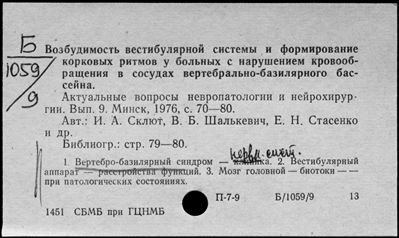 Б
1059
/9
Возбудимость вестибулярной системы и формирование
корковых ритмов у больных с нарушением кровооб-
ращения в сосудах вертебрально-базилярного бас-
сейна.
Актуальные вопросы невропатологии и нейрохирур-
гии. Вып. 9. Минск, 1976, с. 70—80.
Авт.: И. А. Склют, В. Б. Шалькевич, Е. Н. Стасенко
и др.
Библиогр.: стр. 79—80.
нервн. сист.
1. Вертебро-базилярный синдром — клиника. 2. Вестибулярный
аппарат — расстройства функций. 3. Мозг головной — биотоки — —
при патологических состояниях.
П-7-9 Б/1059/9 13
1451 СБМБ при ГЦНМБ